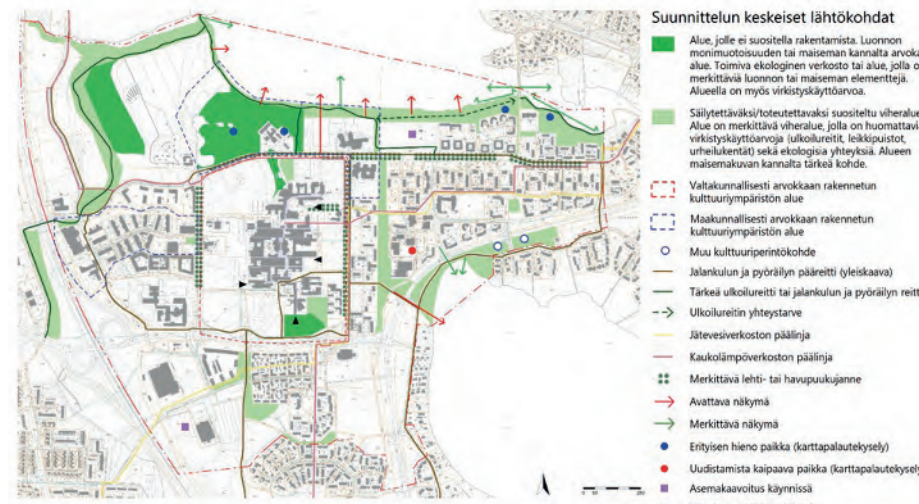 Suunnittelun keskeiset lähtökohdat
Alue, jolle ei suositella rakentamista. Luonnon
monimuotoisuuden tai maiseman kannalta arvoka
alue. Toimiva ekologinen verkosto tai alue, jolla o
merkittäviä luonnon tai maiseman elementtejä.
Alueella on myös virkistyskäyttöarvoa.
Säilytettäväksi/toteutettavaksi suositeltu viheralue
Alue on merkittävä viheralue, jolla on huomattavi
virkistyskäyttöarvoja (ulkoilureitit, leikkipuistot,
urheilukentät) sekä ekologisia yhteyksiä. Alueen
maisemakuvan kannalta tärkeä kohde.
Valtakunnallisesti arvokkaan rakennetun
kulttuuriympäristön alue
Maakunnallisesti arvokkaan rakennetun
kulttuuriympäristön alue
Muu kulttuuriperintökohde
Jalankulun ja pyöräilyn pääreitti (yleiskaava)
Tärkeä ulkoilureitti tai jalankulun ja pyöräilyn reitt
Ulkoilureitin yhteystarve
Jätevesiverkoston päälinja
Kaukolämpöverkoston päälinja
Merkittävä lehti- tai havupuukujanne
Avattava näkymä
Merkittävä näkymä
Erityisen hieno paikka (karttapalautekysely)
Uudistamista kaipaava paikka (karttapalautekysely
Asemakaavoitus käynnissä